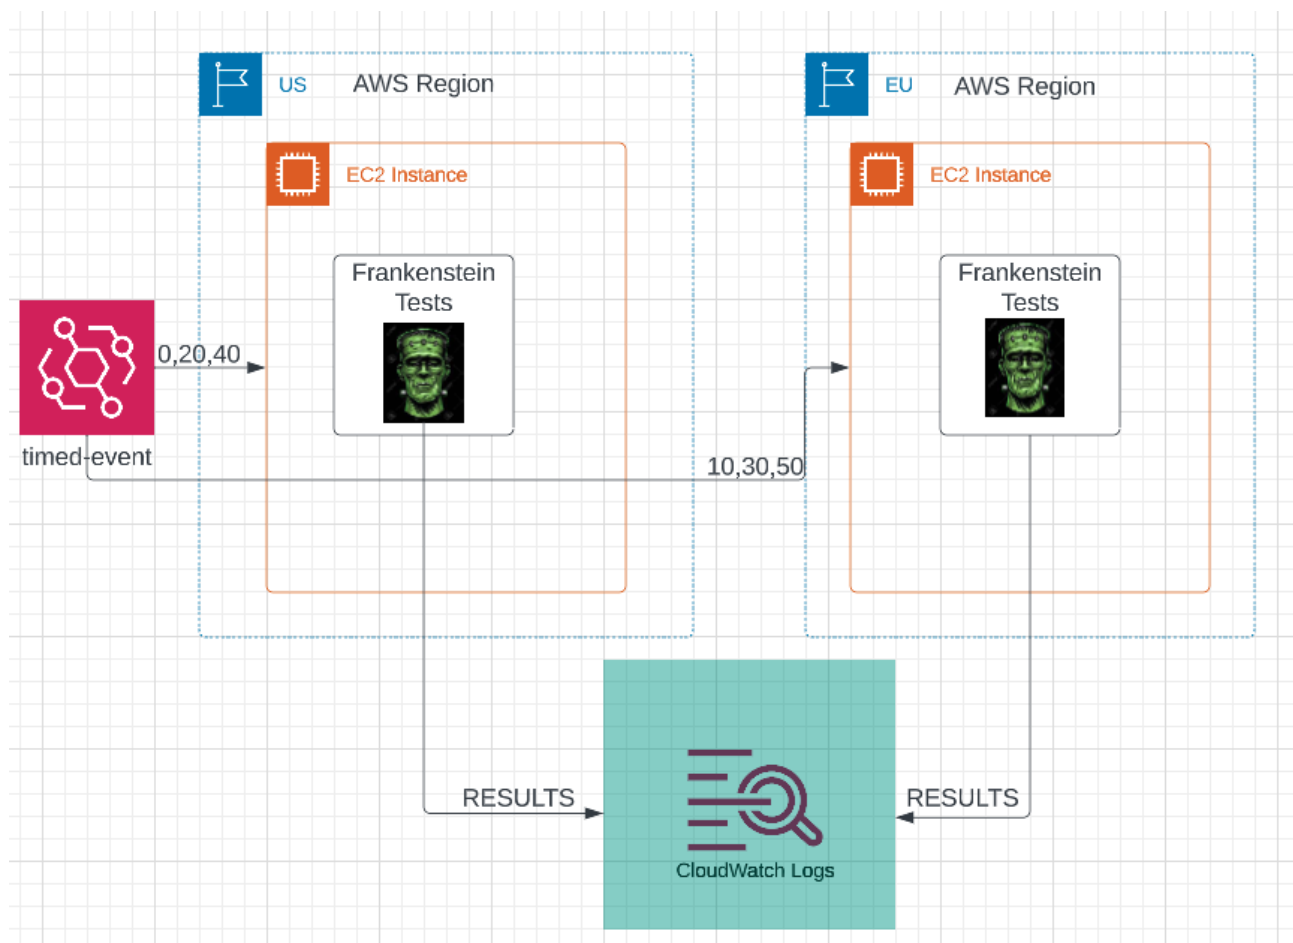 US
AWS Region
EU
AWS Region
EC2 Instance
EC2 Instance
Frankenstein
Tests
Frankenstein
Tests
0,20,40
timed-event
10,30,50
RESULTS
RESULTS
CloudWatch Logs